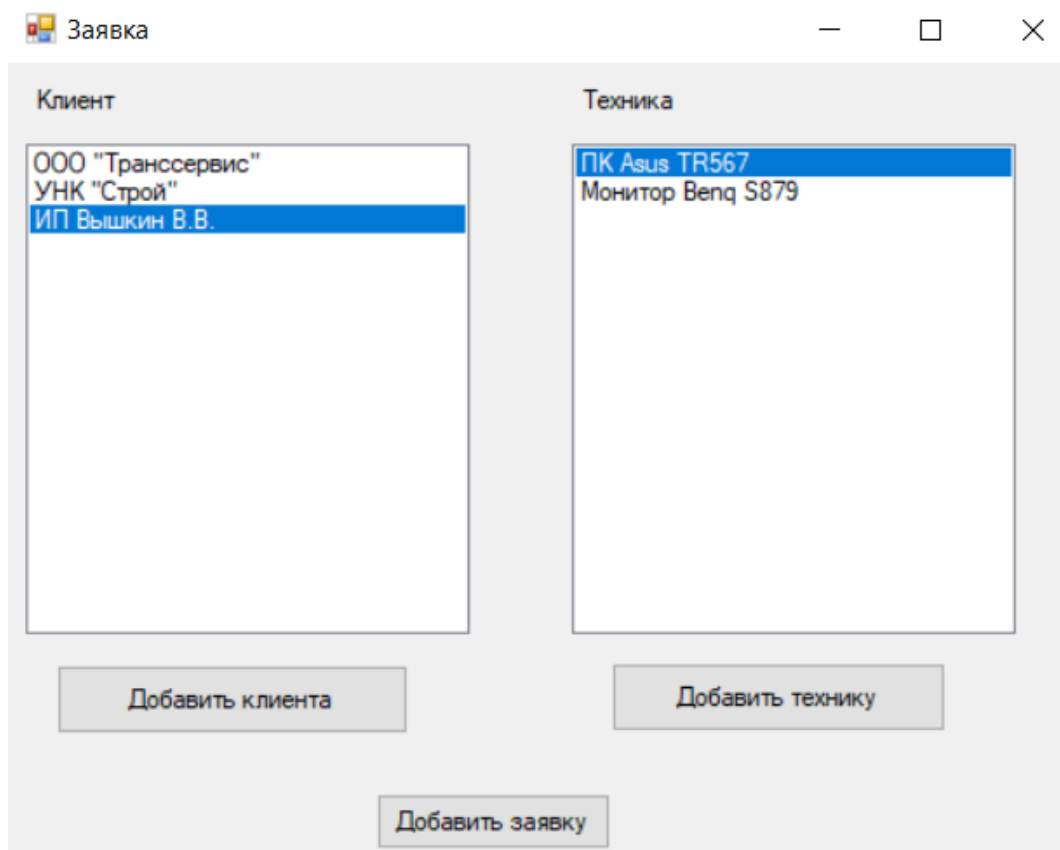 Заявка
Клиент
Техника
ООО "Транссервис"
УНК "Строй"
ИП Вышкин В.В.
ПК Asus TR567
Монитор Benq S879
Добавить клиента
Добавить технику
Добавить заявку